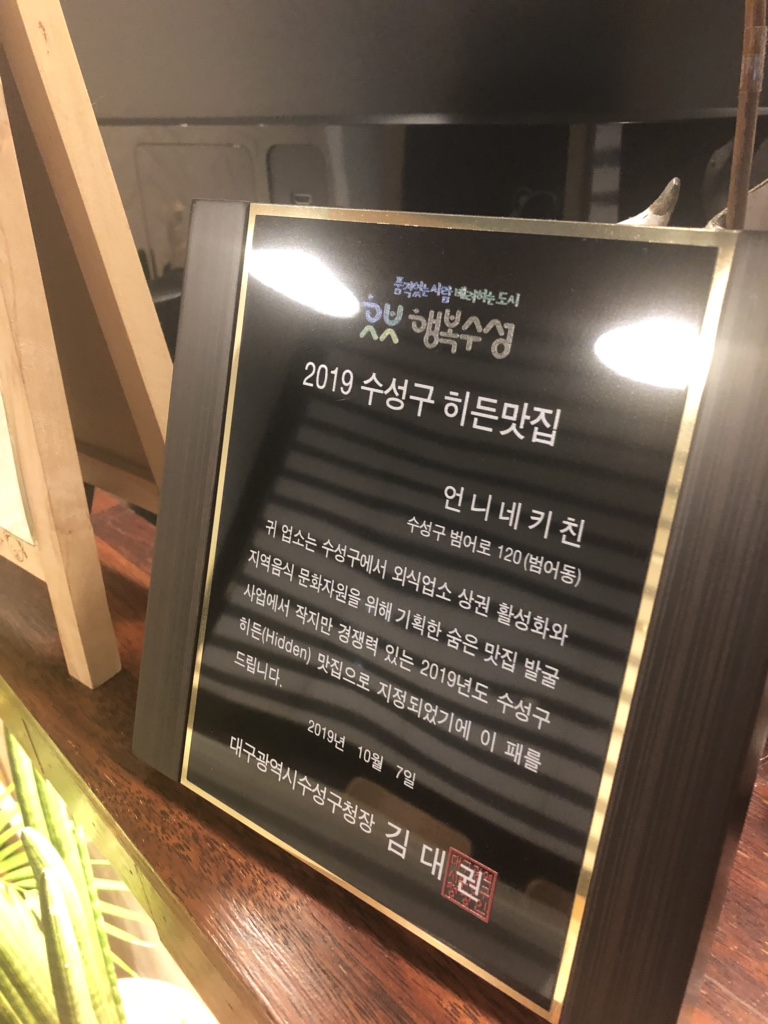 품격있는사람 배려하는도시
행복수성
2019 수성구 히든맛집
언니네키친
수성구 범어로 120(범어동)
귀 업소는 수성구에서 외식업소 상권 활성화와
지역음식 문화자원을 위해 기획한 숨은 맛집 발굴
사업에서 작지만 경쟁력 있는 2019년도 수성구
히든(Hidden) 맛집으로 지정되었기에 이 패를
드립니다.
2019년 10월 7일
대구광역시수성구청장 김대권